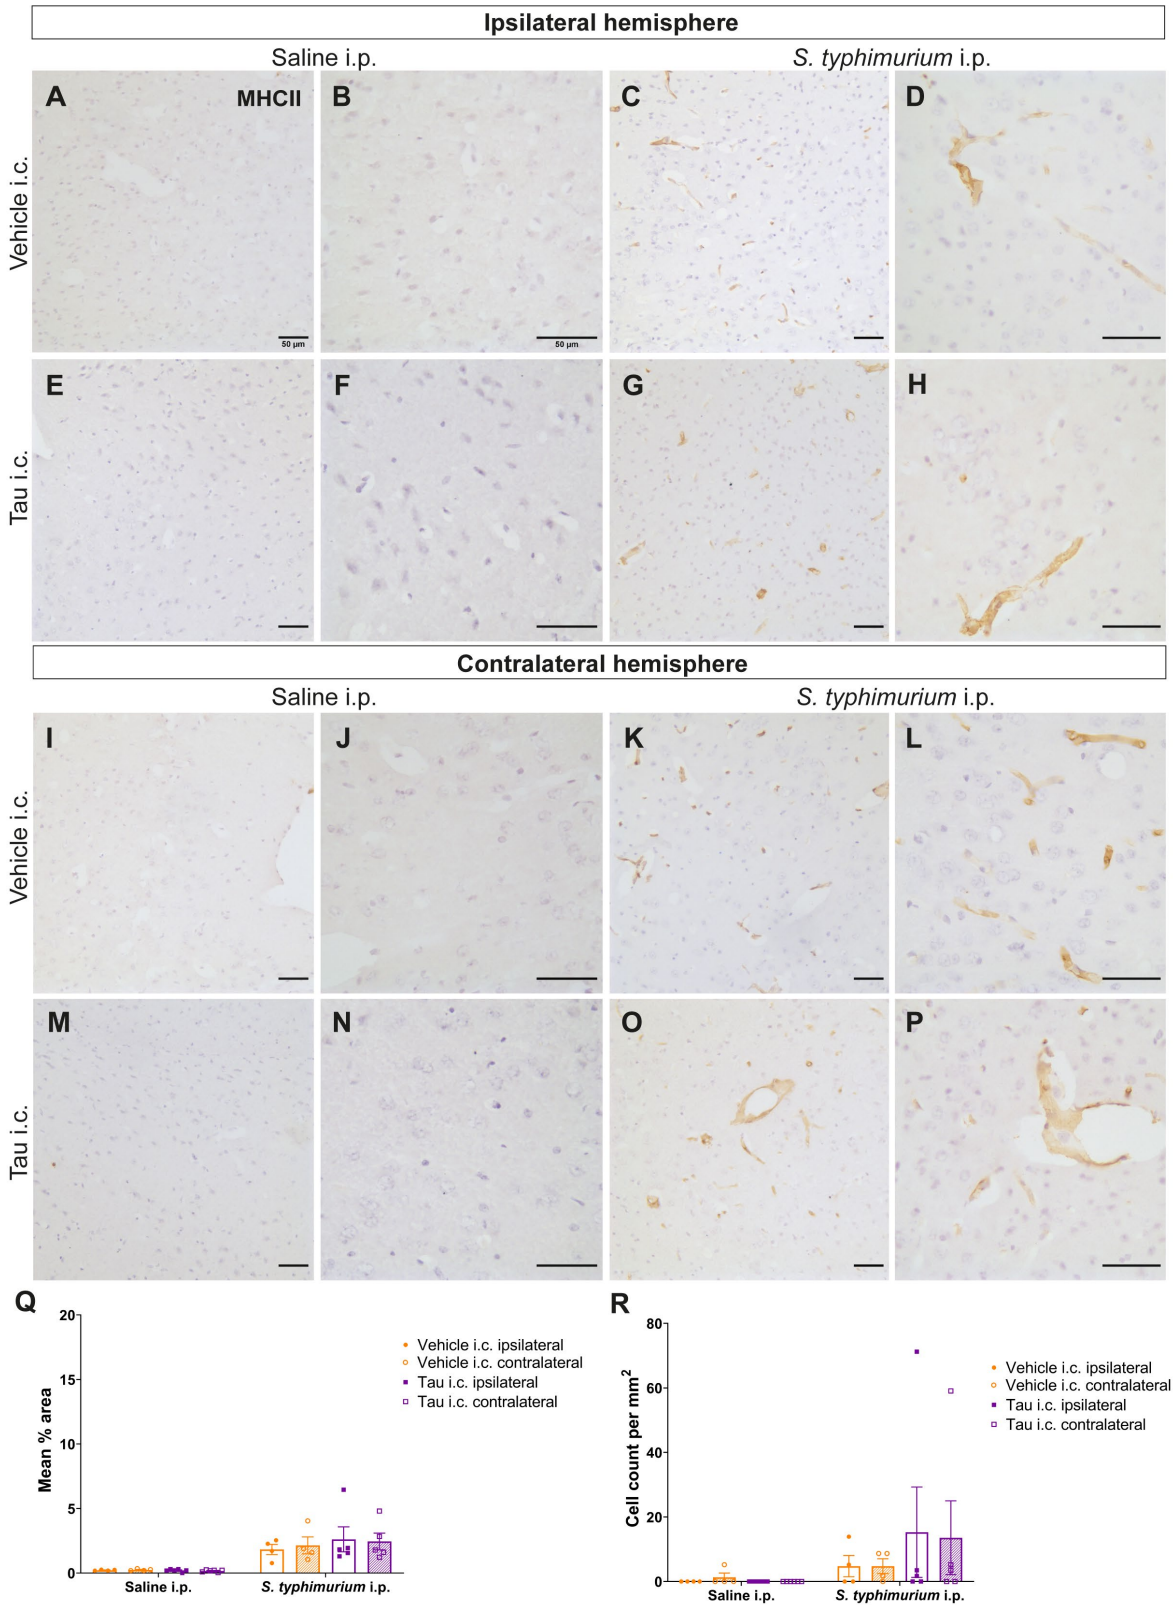 Ipsilateral hemisphere
Saline i.p.
S. typhimurium i.p.
Vehicle i.c.
A
MHCII
B
C
D
50 µm
50 µm
Tau i.c.
E
F
G
H
Contralateral hemisphere
Saline i.p.
S. typhimurium i.p.
Vehicle i.c.
I
J
K
L
Tau i.c.
M
N
O
P
Q
Mean % area
20
15
10
5
0
Saline i.p.
S. typhimurium i.p.
Vehicle i.c. ipsilateral
Vehicle i.c. contralateral
Tau i.c. ipsilateral
Tau i.c. contralateral
R
Cell count per mm2
80
60
40
20
0
Saline i.p.
S. typhimurium i.p.
Vehicle i.c. ipsilateral
Vehicle i.c. contralateral
Tau i.c. ipsilateral
Tau i.c. contralateral